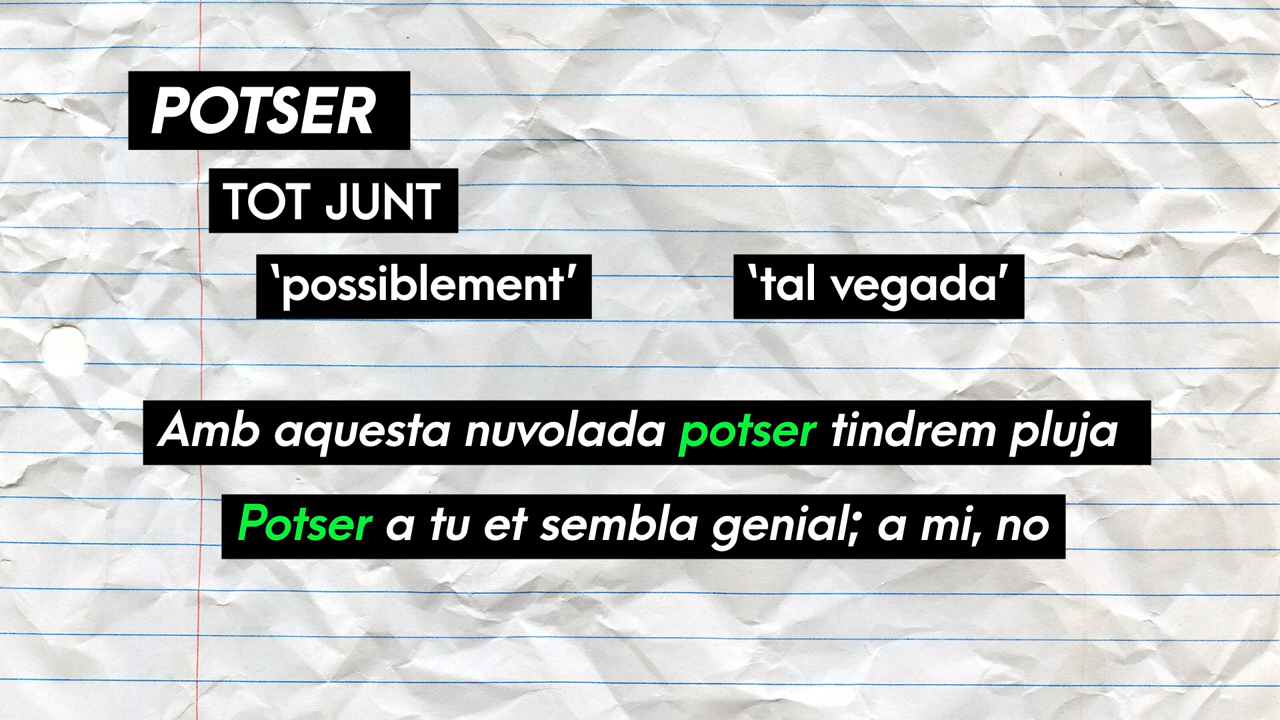 POTSER
TOT JUNT
‘possiblement’ ‘tal vegada’
Amb aquesta nuvolada potser tindrem pluja
Potser a tu et sembla genial; a mi, no